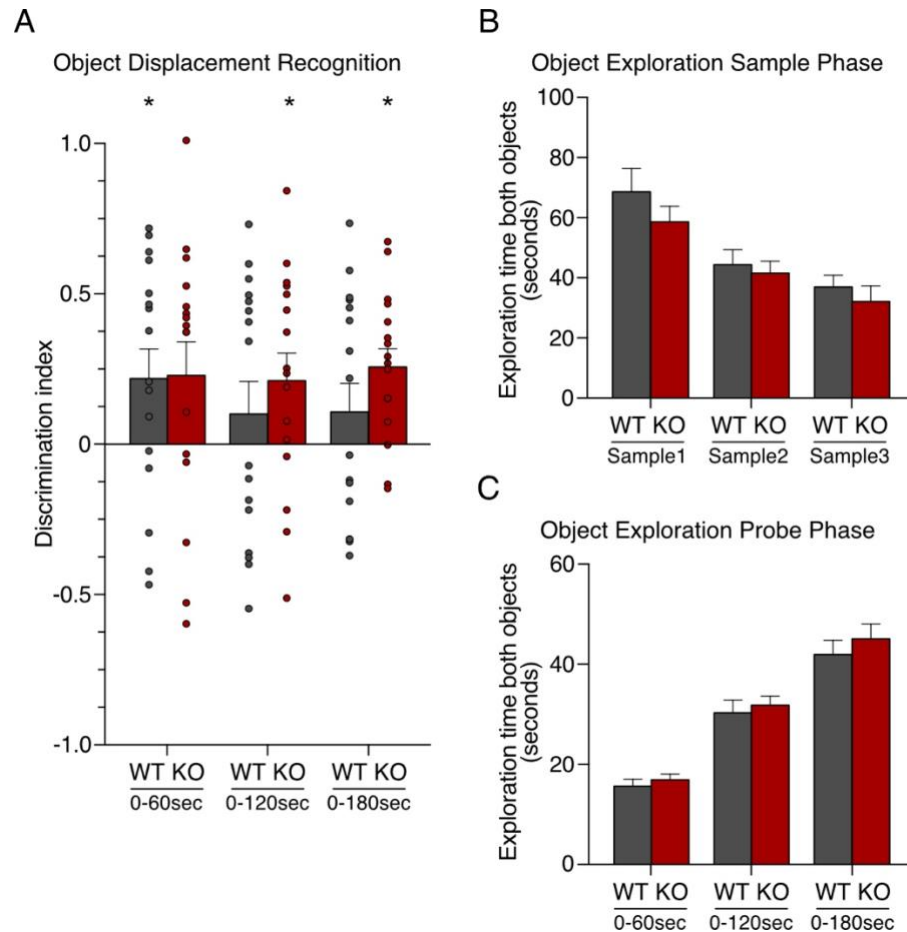 A
Object Displacement Recognition
* * *
1.0
0.5
0
-0.5
-1.0
Discrimination index
WT KO WT KO WT KO
0-60sec 0-120sec 0-180sec
B
Object Exploration Sample Phase
100
80
60
40
20
0
Exploration time both objects
(seconds)
WT KO WT KO WT KO
Sample1 Sample2 Sample3
C
Object Exploration Probe Phase
60
40
20
0
Exploration time both objects
(seconds)
WT KO WT KO WT KO
0-60sec 0-120sec 0-180sec